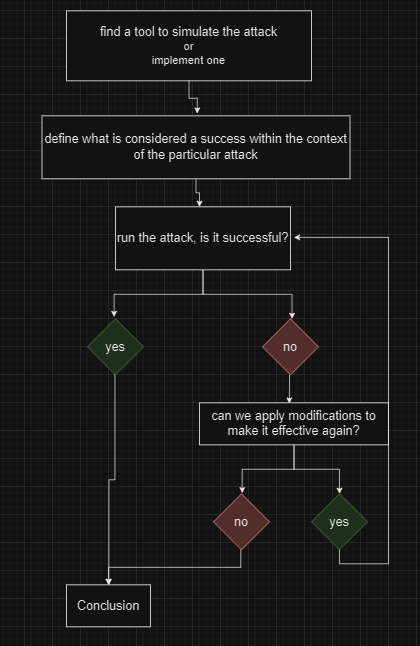 find a tool to simulate the attack
or
implement one
define what is considered a success within the context
of the particular attack
run the attack, is it successful?
yes
no
can we apply modifications to
make it effective again?
no
yes
Conclusion